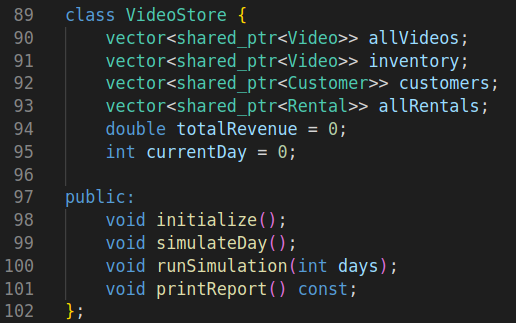 89 class VideoStore {
90     vector<shared_ptr<Video>> allVideos;
91     vector<shared_ptr<Video>> inventory;
92     vector<shared_ptr<Customer>> customers;
93     vector<shared_ptr<Rental>> allRentals;
94     double totalRevenue = 0;
95     int currentDay = 0;
96
97 public:
98     void initialize();
99     void simulateDay();
100     void runSimulation(int days);
101     void printReport() const;
102 };